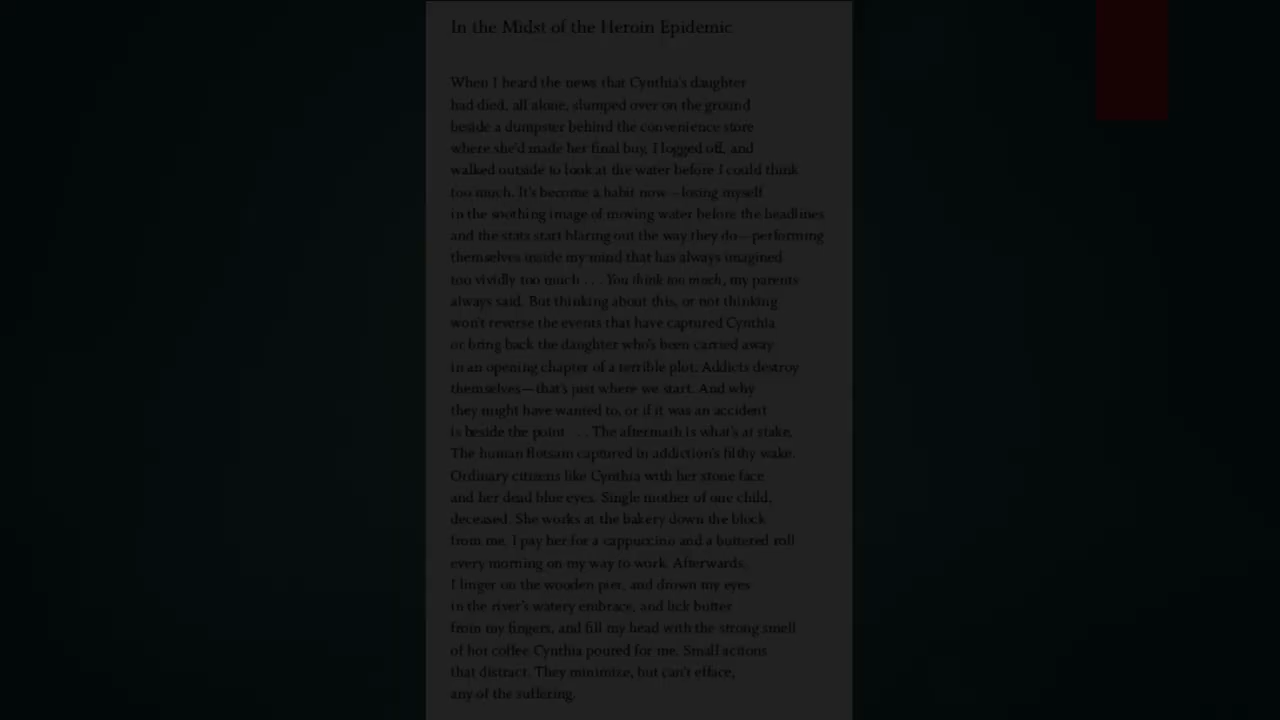 In the Midst of the Heroin Epidemic
When I heard the news that Cynthia's daughter
had died, all alone, slumped over on the ground
beside a dumpster behind the convenience store
where she'd made her final buy, I logged off, and
walked outside to look at the water before I could think
too much. It's become a habit now—losing myself
in the soothing image of moving water before the headlines
and the stats start blaring out the way they do—performing
themselves inside my mind that has always imagined
too vividly too much . . . You think too much, my parents
always said. But thinking about this, or not thinking
won't reverse the events that have captured Cynthia
or bring back the daughter who's been carried away
in an opening chapter of a terrible plot. Addicts destroy
themselves—that's just where we start. And why
they might have wanted to, or if it was an accident
is beside the point . . . The aftermath is what's at stake.
The human flotsam captured in addiction's filthy wake.
Ordinary citizens like Cynthia with her stone face
and her dead blue eyes. Single mother of one child,
deceased. She works at the bakery down the block
from me. I pay her for a cappuccino and a buttered roll
every morning on my way to work. Afterwards,
I linger on the wooden pier, and drown my eyes
in the river's watery embrace, and lick butter
from my fingers, and fill my head with the strong smell
of hot coffee Cynthia poured for me. Small actions
that distract. They minimize, but can't efface,
any of the suffering.